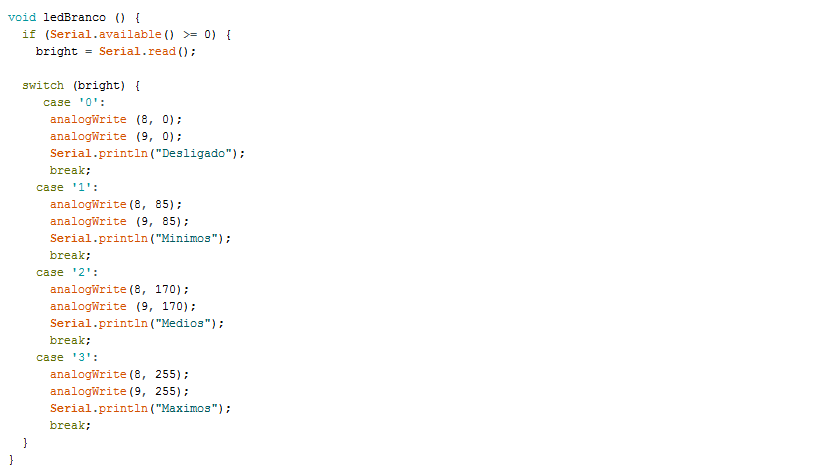 void ledBranco () {
  if (Serial.available() >= 0) {
    bright = Serial.read();

  switch (bright) {
     case '0':
      analogWrite (8, 0);
      analogWrite (9, 0);
      Serial.println("Desligado");
      break;
    case '1':
      analogWrite(8, 85);
      analogWrite (9, 85);
      Serial.println("Minimos");
      break;
    case '2':
      analogWrite(8, 170);
      analogWrite (9, 170);
      Serial.println("Medios");
      break;
    case '3':
      analogWrite(8, 255);
      analogWrite(9, 255);
      Serial.println("Maximos");
      break;
  }
}